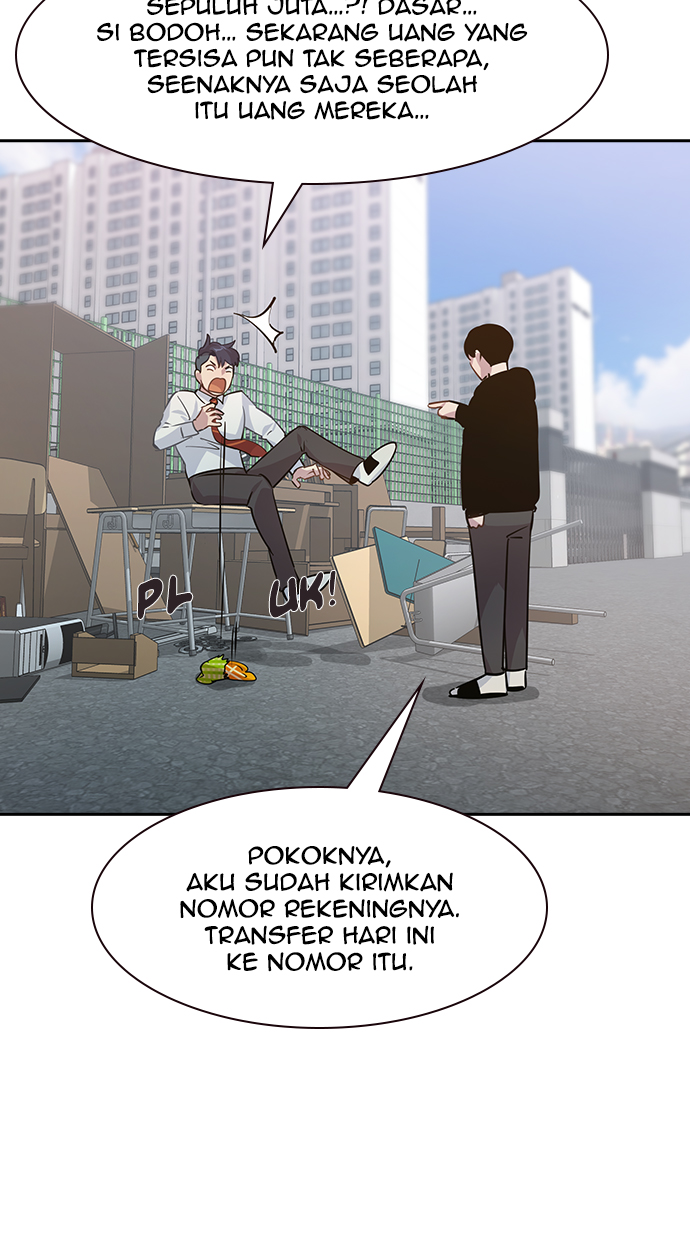 SEPULUH JUTA...?! DASAR...
SI BODOH... SEKARANG UANG YANG
TERSISA PUN TAK SEBERAPA,
SEENAKNYA SAJA SEOLAH
ITU UANG MEREKA...
PL UK!
POKOKNYA,
AKU SUDAH KIRIMKAN
NOMOR REKENINGNYA.
TRANSFER HARI INI
KE NOMOR ITU.